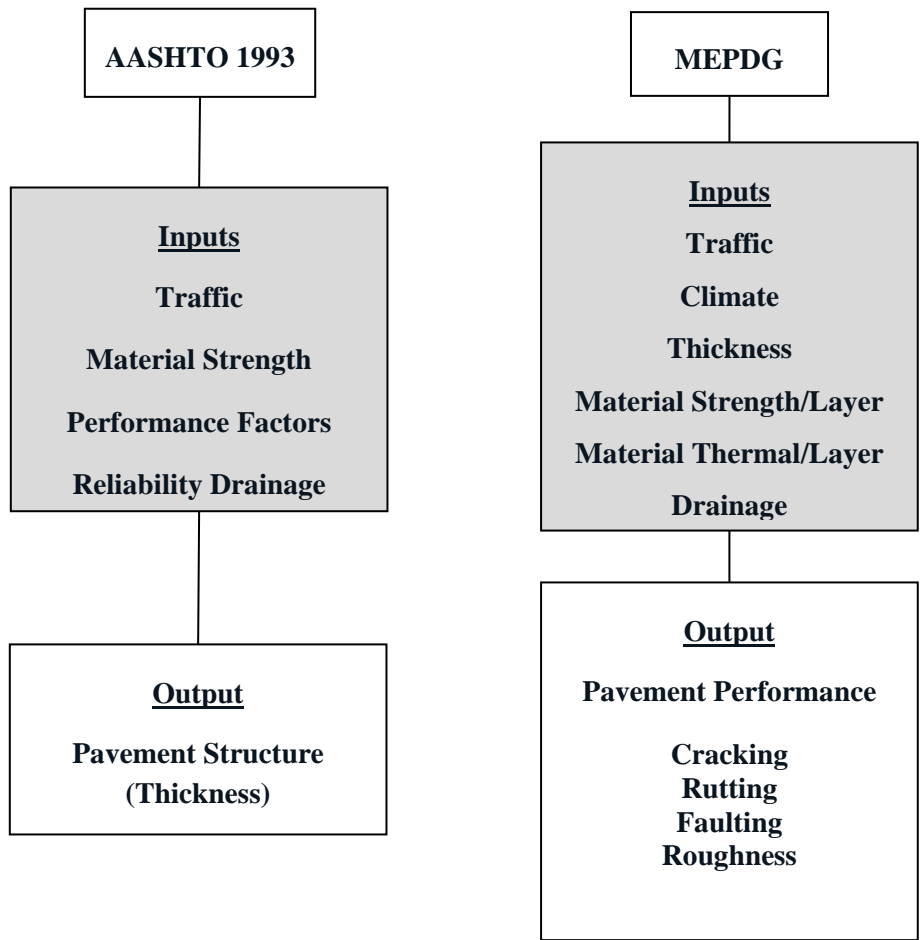 AASHTO 1993
Inputs
Traffic
Material Strength
Performance Factors
Reliability Drainage
Output
Pavement Structure
(Thickness)
MEPDG
Inputs
Traffic
Climate
Thickness
Material Strength/Layer
Material Thermal/Layer
Drainage
Output
Pavement Performance
Cracking
Rutting
Faulting
Roughness